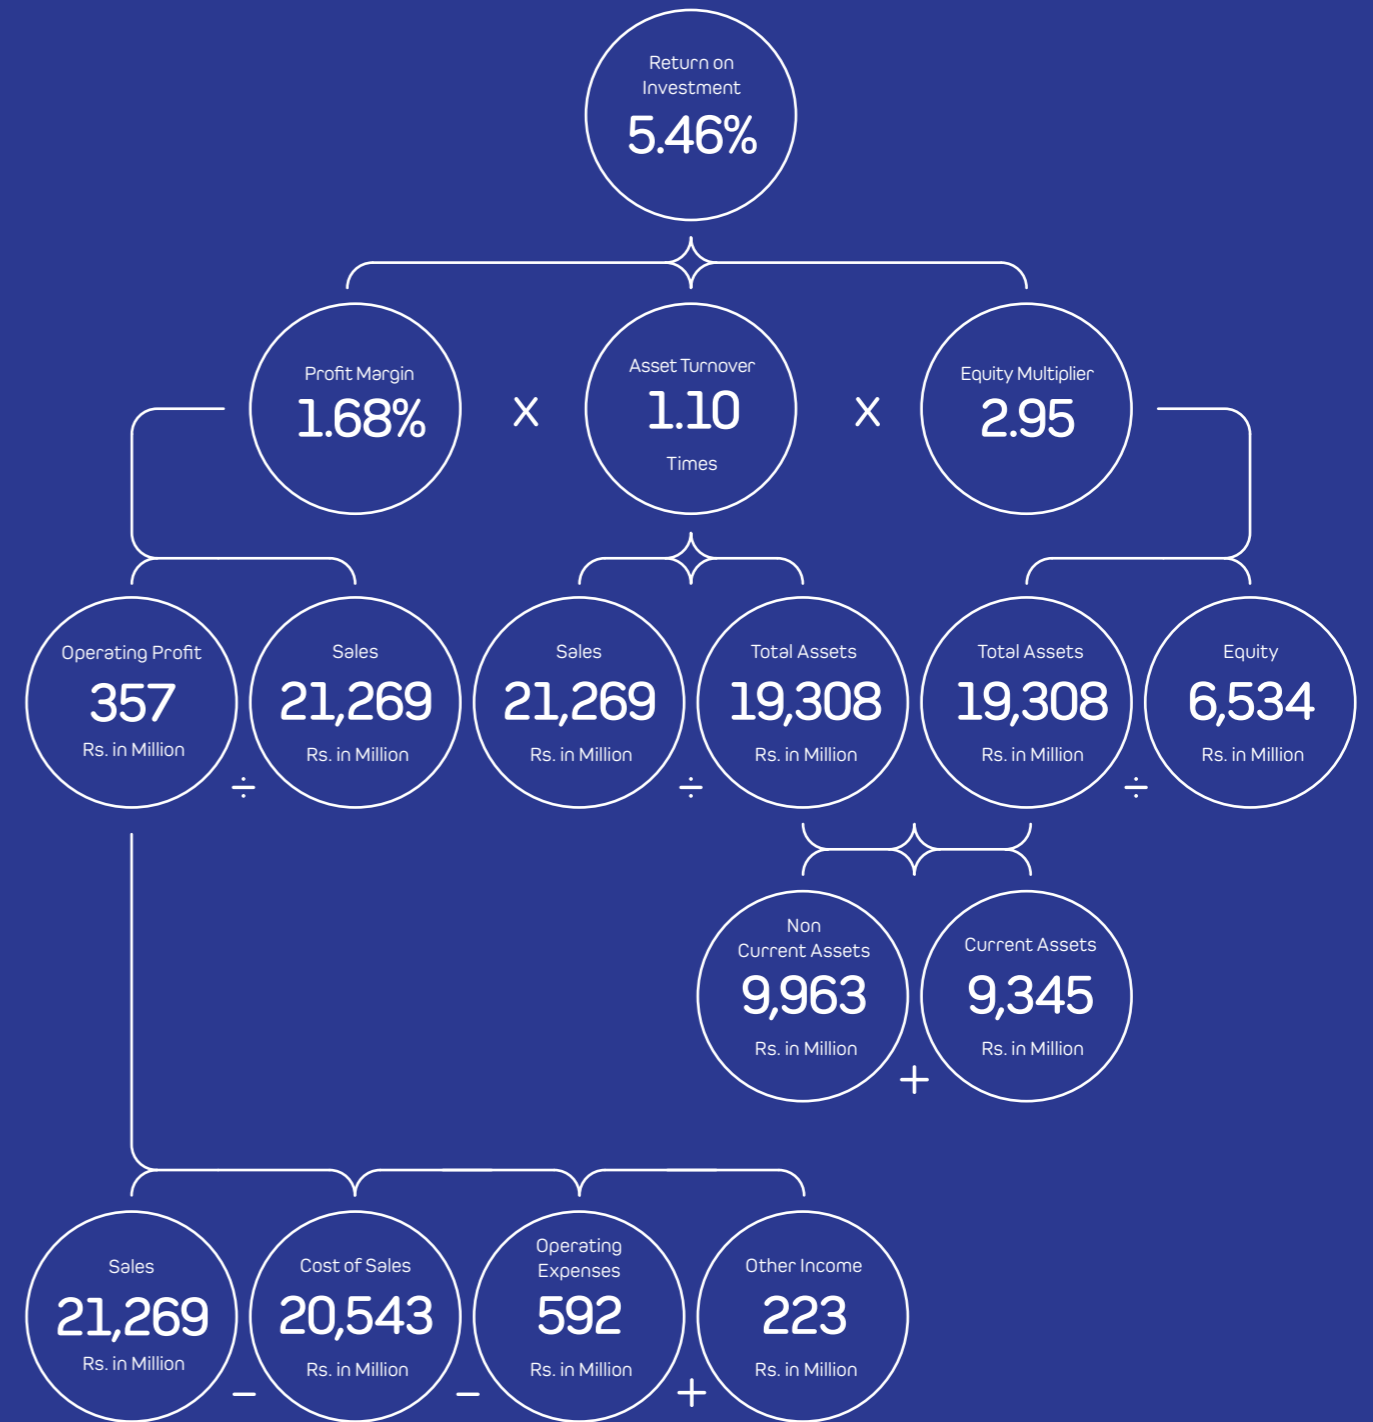 Return on
Investment
5.46%
Profit Margin
1.68%
X
Asset Turnover
1.10
Times
X
Equity Multiplier
2.95
Operating Profit
357
Rs. in Million
÷
Sales
21,269
Rs. in Million
Sales
21,269
Rs. in Million
÷
Total Assets
19,308
Rs. in Million
Total Assets
19,308
Rs. in Million
÷
Equity
6,534
Rs. in Million
Non
Current Assets
9,963
Rs. in Million
+
Current Assets
9,345
Rs. in Million
Sales
21,269
Rs. in Million
−
Cost of Sales
20,543
Rs. in Million
−
Operating
Expenses
592
Rs. in Million
+
Other Income
223
Rs. in Million